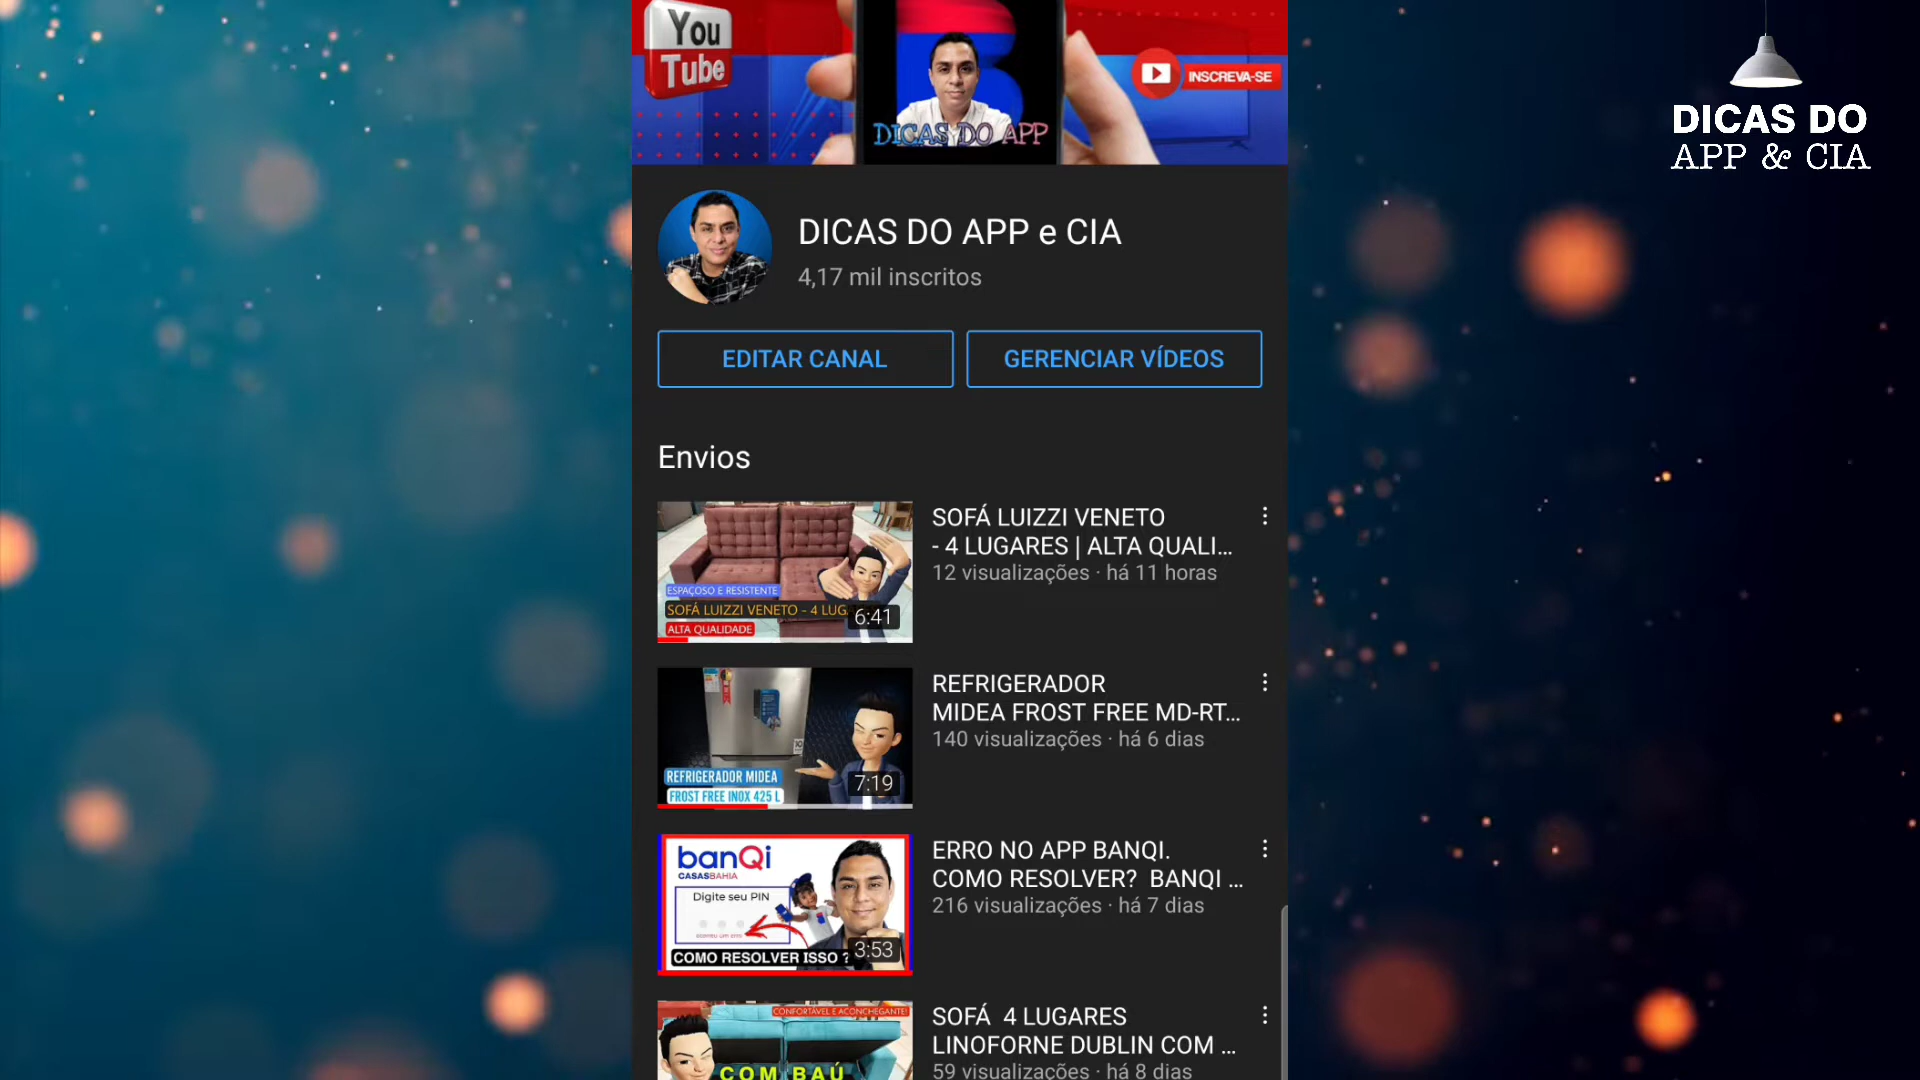 You
Tube
DICAS DO APP
INSCREVA-SE
DICAS DO
APP & CIA
DICAS DO APP e CIA
4,17 mil inscritos
EDITAR CANAL
GERENCIAR VÍDEOS
Envios
ESPAÇOSO E RESISTENTE
SOFÁ LUIZZI VENETO - 4 LUG
ALTA QUALIDADE
6:41
SOFÁ LUIZZI VENETO
- 4 LUGARES | ALTA QUALI...
12 visualizações · há 11 horas
REFRIGERADOR MIDEA
FROST FREE INOX 425 L
7:19
REFRIGERADOR
MIDEA FROST FREE MD-RT...
140 visualizações · há 6 dias
banQi
CASASBAHIA
Digite seu PIN
COMO RESOLVER ISSO ?
3:53
ERRO NO APP BANQI.
COMO RESOLVER? BANQI ...
216 visualizações · há 7 dias
CONFORTÁVEL E ACONCHEGANTE!
COM BAÚ
SOFÁ 4 LUGARES
LINOFORNE DUBLIN COM ...
59 visualizações · há 8 dias